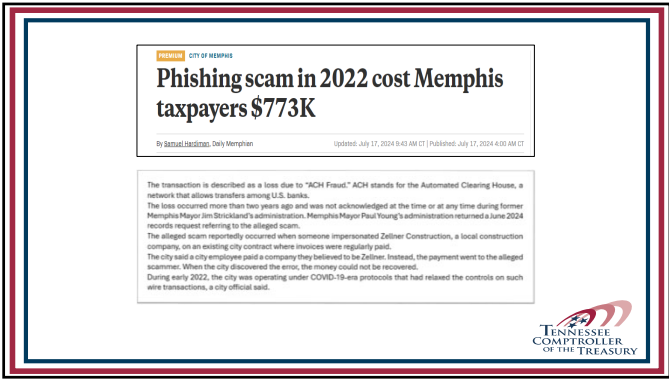 PREMIUM CITY OF MEMPHIS
Phishing scam in 2022 cost Memphis
taxpayers $773K
By Samuel Hardiman, Daily Memphian Updated: July 17, 2024 9:43 AM CT | Published: July 17, 2024 4:00 AM CT
The transaction is described as a loss due to "ACH Fraud." ACH stands for the Automated Clearing House, a
network that allows transfers among U.S. banks.
The loss occurred more than two years ago and was not acknowledged at the time or at any time during former
Memphis Mayor Jim Strickland's administration. Memphis Mayor Paul Young's administration returned a June 2024
records request referring to the alleged scam.
The alleged scam reportedly occurred when someone impersonated Zellner Construction, a local construction
company, on an existing city contract where invoices were regularly paid.
The city said a city employee paid a company they believed to be Zellner. Instead, the payment went to the alleged
scammer. When the city discovered the error, the money could not be recovered.
During early 2022, the city was operating under COVID-19-era protocols that had relaxed the controls on such
wire transactions, a city official said.
TENNESSEE
COMPTROLLER
OF THE TREASURY